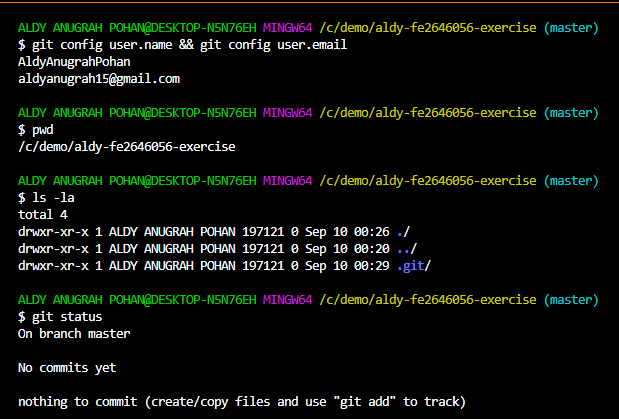 ALDY ANUGRAH POHAN@DESKTOP-N5N76EH MINGW64 /c/demo/aldy-fe2646056-exercise (master)
$ git config user.name && git config user.email
AldyAnugrahPohan
aldyanugrah15@gmail.com
ALDY ANUGRAH POHAN@DESKTOP-N5N76EH MINGW64 /c/demo/aldy-fe2646056-exercise (master)
$ pwd
/c/demo/aldy-fe2646056-exercise
ALDY ANUGRAH POHAN@DESKTOP-N5N76EH MINGW64 /c/demo/aldy-fe2646056-exercise (master)
$ ls -la
total 4
drwxr-xr-x 1 ALDY ANUGRAH POHAN 197121 0 Sep 10 00:26 ./
drwxr-xr-x 1 ALDY ANUGRAH POHAN 197121 0 Sep 10 00:20 ../
drwxr-xr-x 1 ALDY ANUGRAH POHAN 197121 0 Sep 10 00:29 .git/
ALDY ANUGRAH POHAN@DESKTOP-N5N76EH MINGW64 /c/demo/aldy-fe2646056-exercise (master)
$ git status
On branch master
No commits yet
nothing to commit (create/copy files and use "git add" to track)